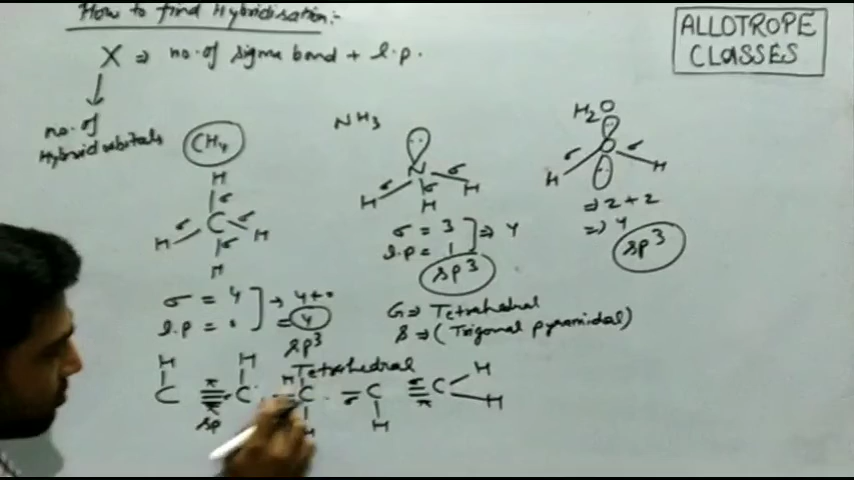 How to find Hybridisation:-
ALLOTROPE
CLASSES
X ⇒ no. of sigma bond + l.p.
no. of
Hybrid orbitals
CH4
H
σ
H σ C σ H
σ
H
σ = 4
l.p = 0
→ 4+0
= 4
sp3
Tetrahedral
NH3
N
σ σ
H σ H
H
σ = 3
l.p = 1
⇒ 4
sp3
G ⇒ Tetrahedral
S ⇒ (Trigonal pyramidal)
H2O
O
σ σ
H H
⇒ 2 + 2
⇒ 4
sp3
H H H H
C π C C = C C
π σ π
sp H H H